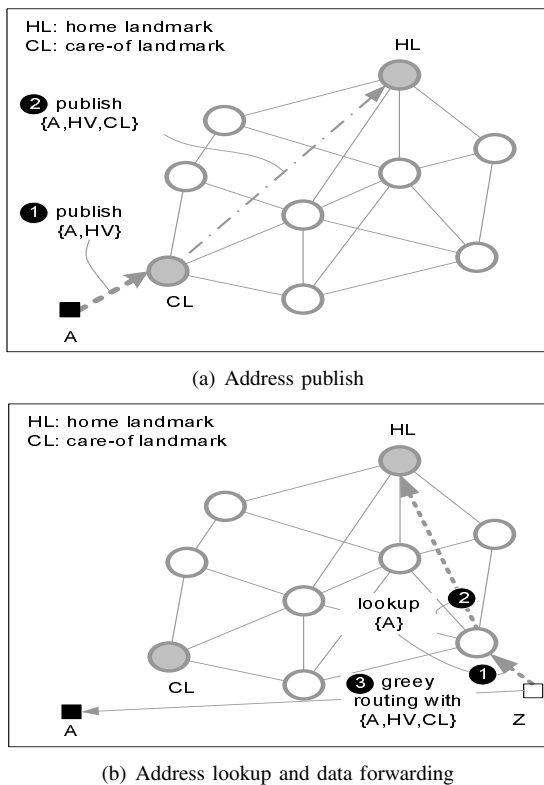 HL: home landmark
CL: care-of landmark
HL
2 publish
{A,HV,CL}
1 publish
{A,HV}
CL
A
(a) Address publish
HL: home landmark
CL: care-of landmark
HL
2
lookup
{A}
1
CL
3 greey
routing with
{A,HV,CL}
A
Z
(b) Address lookup and data forwarding